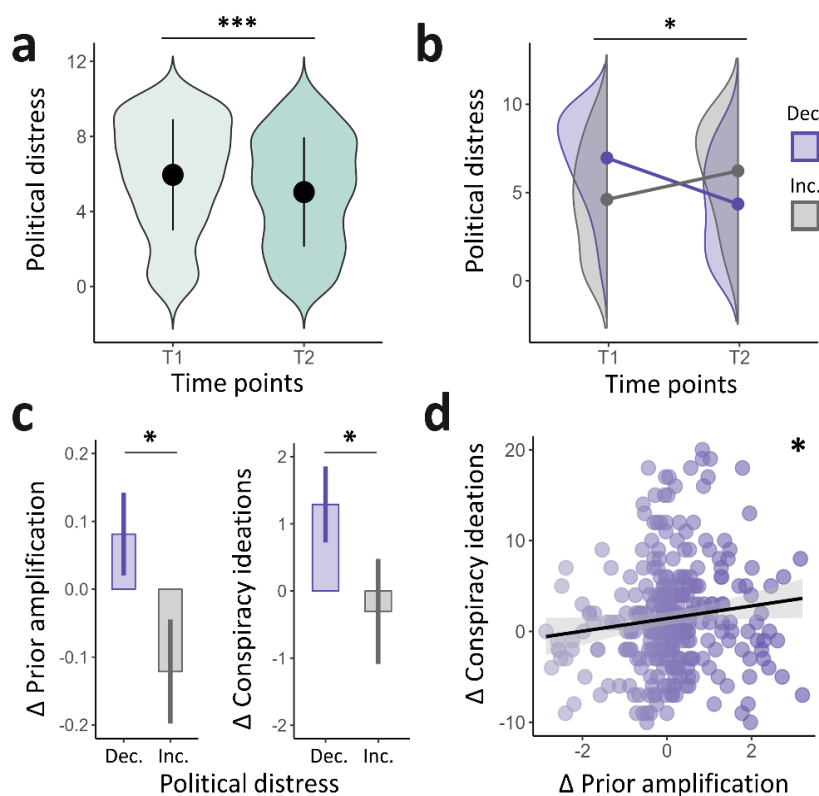 a
***
Political distress
12
8
4
0
T1
T2
Time points
b
*
Political distress
10
5
0
T1
T2
Time points
Dec
Inc.
c
*
Δ Prior amplification
0.2
0.1
0.0
-0.1
-0.2
Dec.
Inc.
*
Δ Conspiracy ideations
2
1
0
-1
-2
Dec.
Inc.
Political distress
d
*
Δ Conspiracy ideations
20
10
0
-10
-2
0
2
Δ Prior amplification